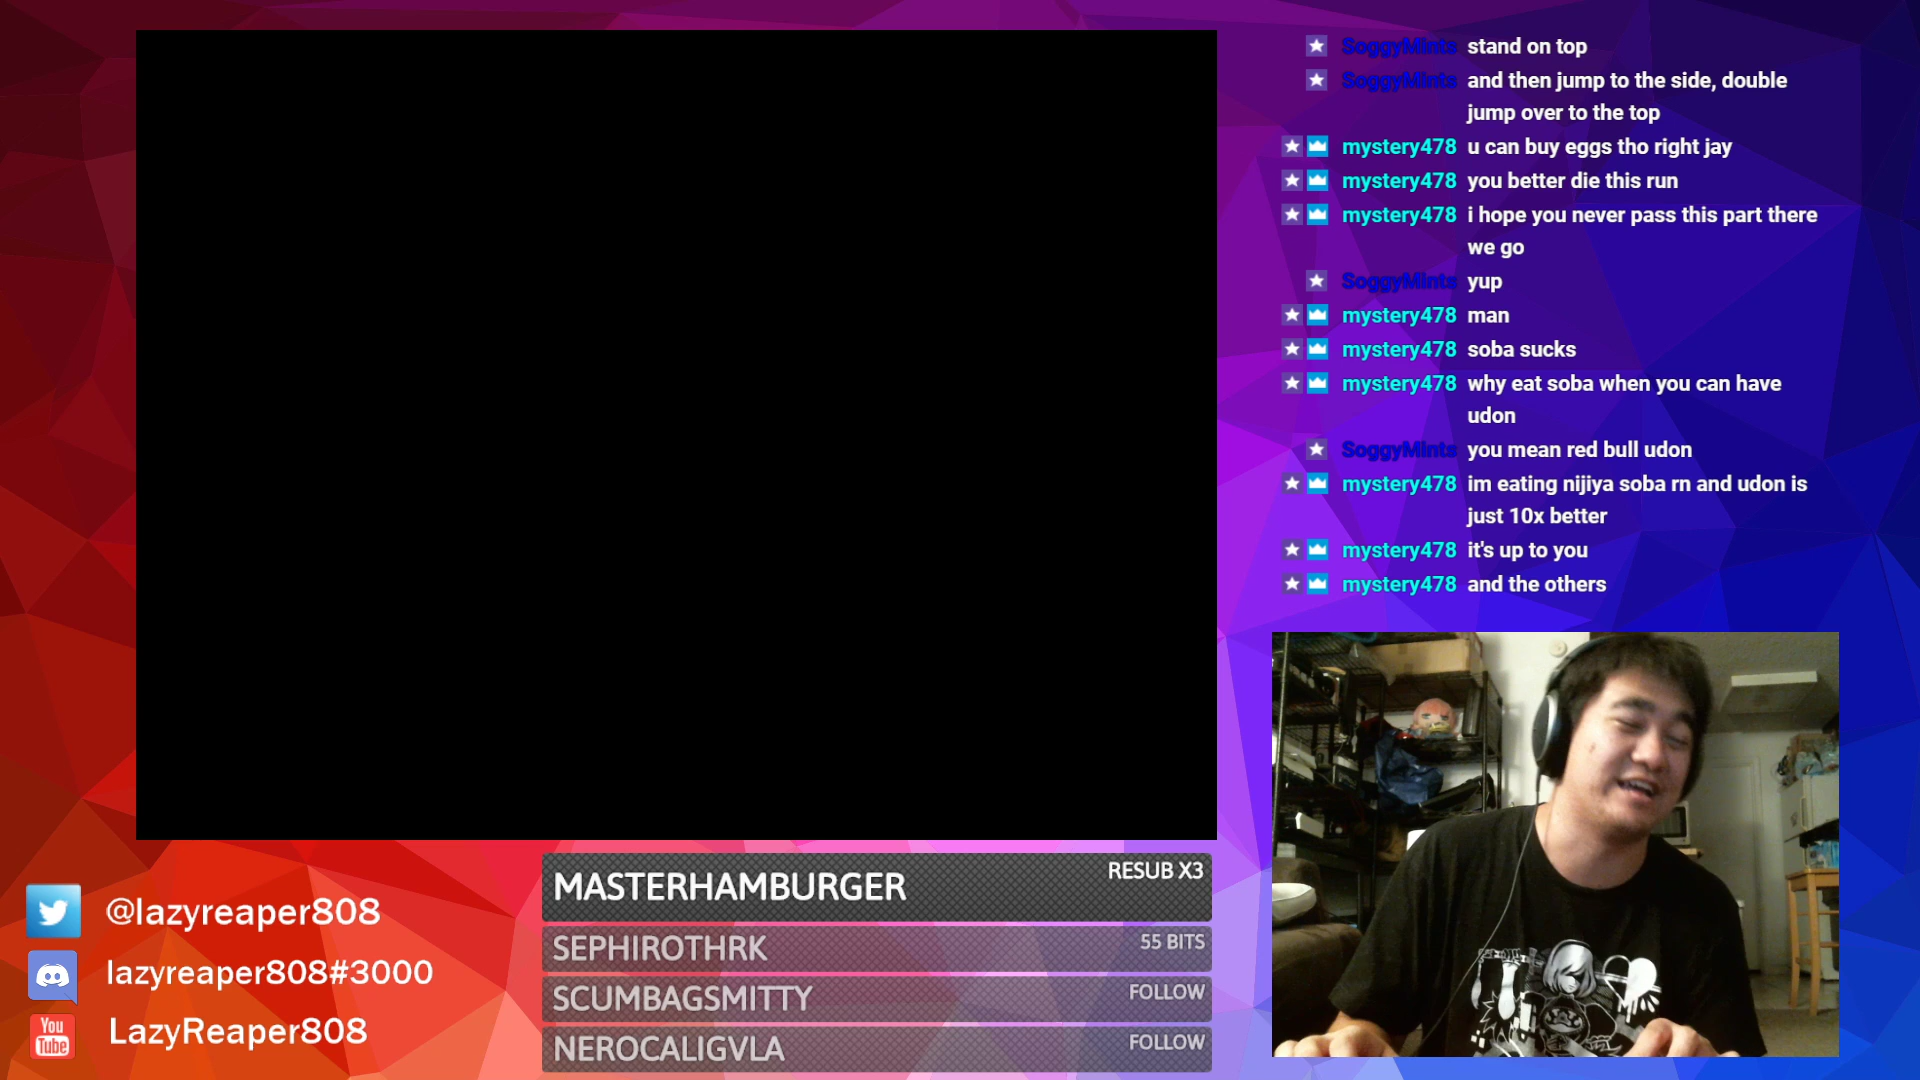 SoggyMints stand on top
SoggyMints and then jump to the side, double
jump over to the top
mystery478 u can buy eggs tho right jay
mystery478 you better die this run
mystery478 i hope you never pass this part there
we go
SoggyMints yup
mystery478 man
mystery478 soba sucks
mystery478 why eat soba when you can have
udon
SoggyMints you mean red bull udon
mystery478 im eating nijiya soba rn and udon is
just 10x better
mystery478 it's up to you
mystery478 and the others
MASTERHAMBURGER RESUB X3
SEPHIROTHRK 55 BITS
SCUMBAGSMITTY FOLLOW
NEROCALIGVLA FOLLOW
@lazyreaper808
lazyreaper808#3000
You
Tube
LazyReaper808